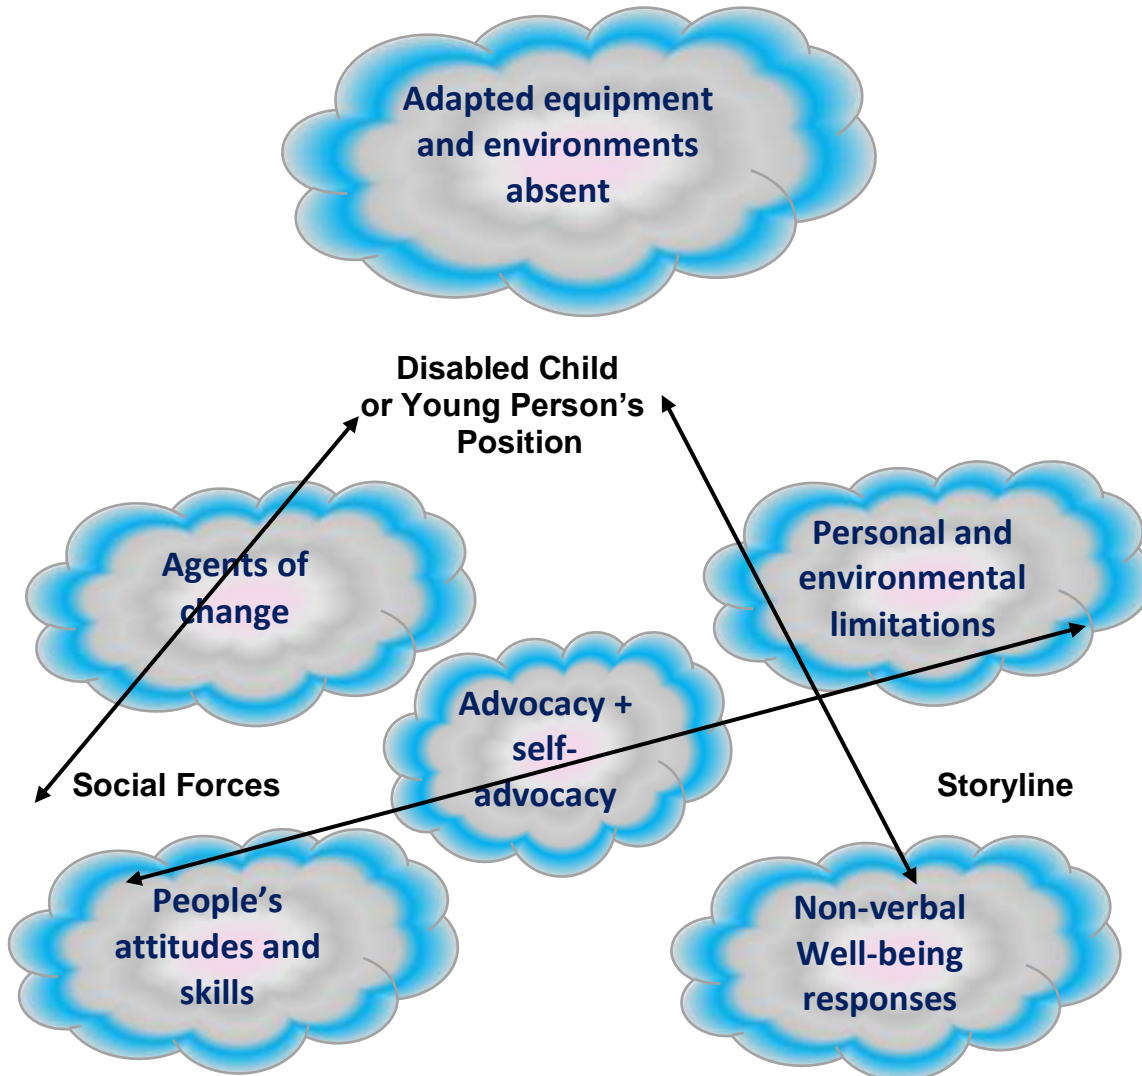 Adapted equipment
and environments
absent
Disabled Child
or Young Person’s
Position
Agents of
change
Personal and
environmental
limitations
Advocacy +
self-
advocacy
Social Forces
Storyline
People’s
attitudes and
skills
Non-verbal
Well-being
responses